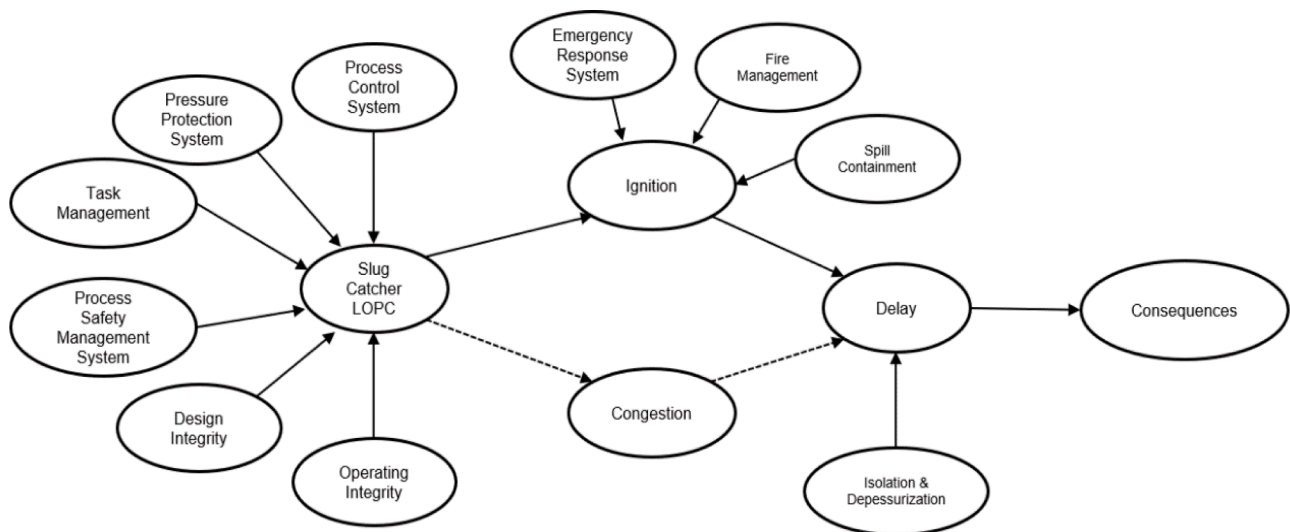 Emergency
Response
System
Fire
Management
Process
Control
System
Pressure
Protection
System
Spill
Containment
Ignition
Task
Management
Slug
Catcher
LOPC
Process
Safety
Management
System
Delay
Consequences
Design
Integrity
Congestion
Operating
Integrity
Isolation &
Depressurization